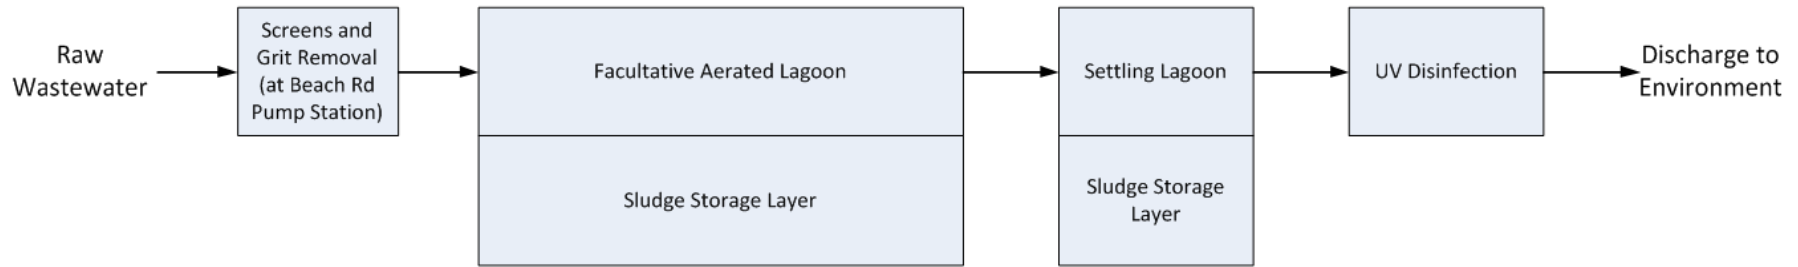 Raw
Wastewater
Screens and
Grit Removal
(at Beach Rd
Pump Station)
Facultative Aerated Lagoon
Sludge Storage Layer
Settling Lagoon
Sludge Storage
Layer
UV Disinfection
Discharge to
Environment